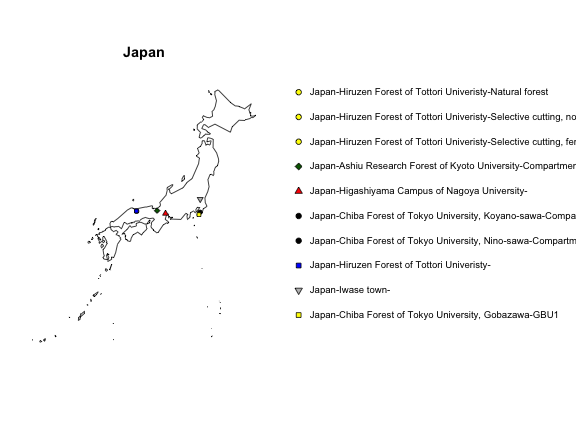 Japan
Japan-Hiruzen Forest of Tottori Univeristy-Natural forest
Japan-Hiruzen Forest of Tottori Univeristy-Selective cutting, no
Japan-Hiruzen Forest of Tottori Univeristy-Selective cutting, fer
Japan-Ashiu Research Forest of Kyoto University-Compartmer
Japan-Higashiyama Campus of Nagoya University-
Japan-Chiba Forest of Tokyo University, Koyano-sawa-Compa
Japan-Chiba Forest of Tokyo University, Nino-sawa-Compartm
Japan-Hiruzen Forest of Tottori Univeristy-
Japan-Iwase town-
Japan-Chiba Forest of Tokyo University, Gobazawa-GBU1